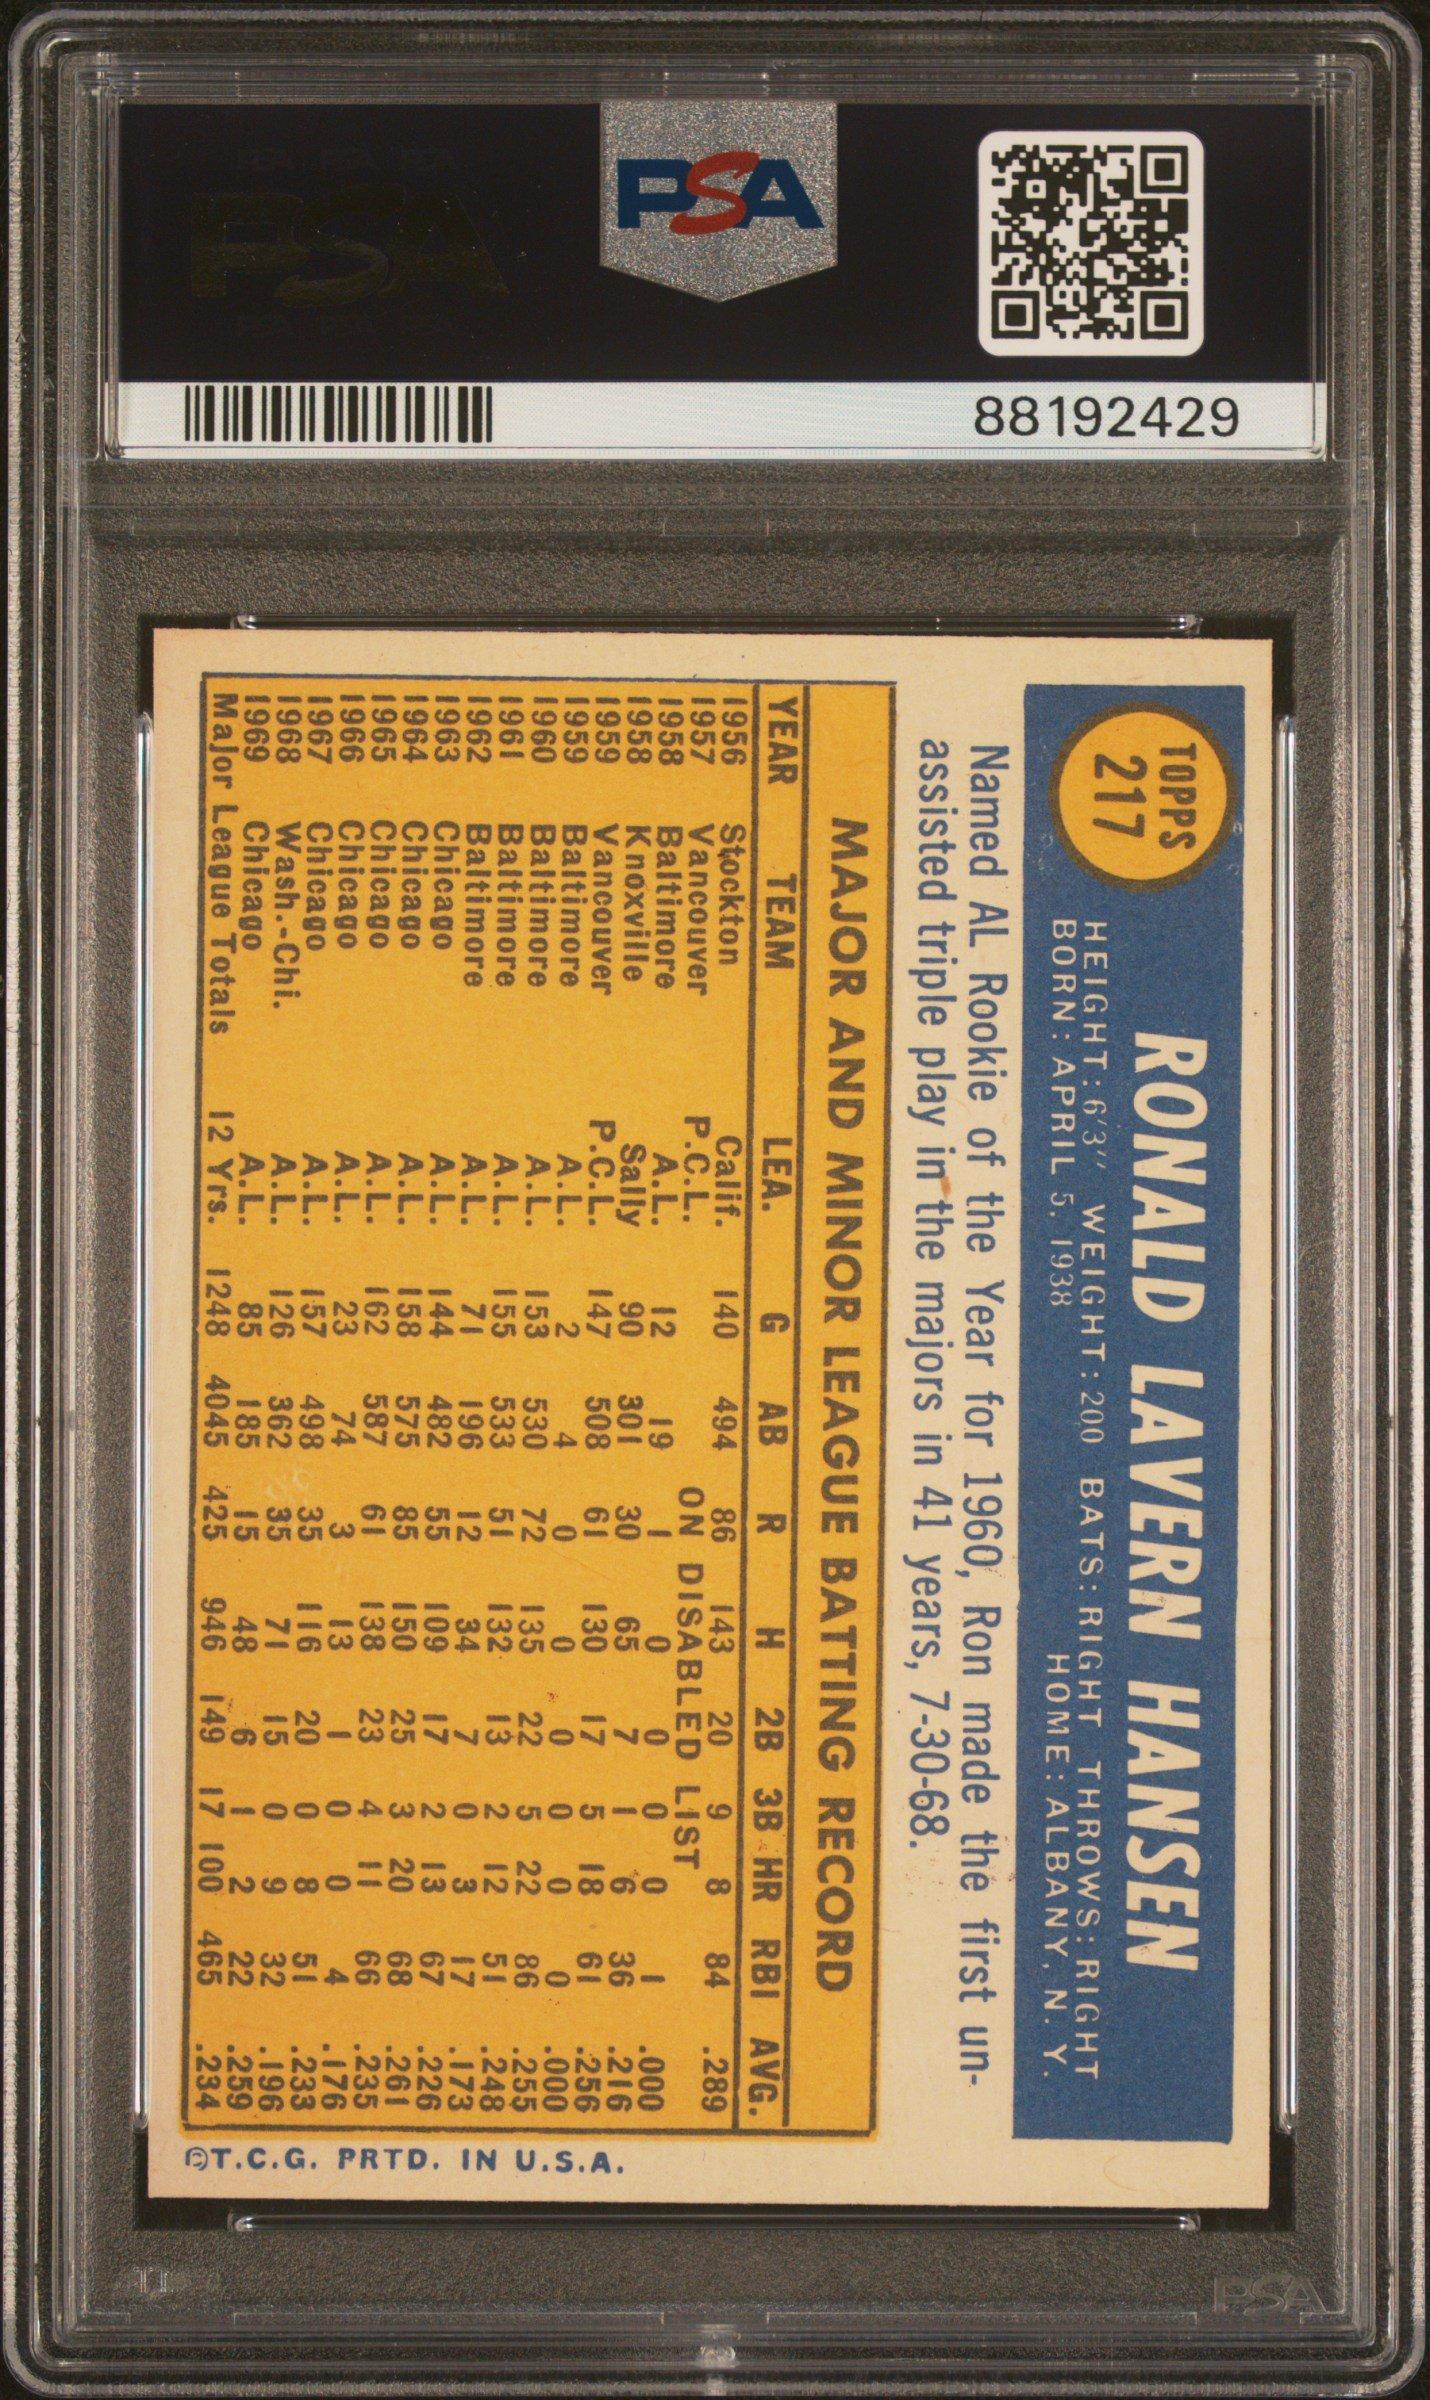 PSA
88192429
TOPPS
217
RONALD LAVERN HANSEN
HEIGHT: 6'3" WEIGHT: 200 BATS: RIGHT THROWS: RIGHT
BORN: APRIL 5, 1938 HOME: ALBANY, N. Y.
Named AL Rookie of the Year for 1960, Ron made the first un-
assisted triple play in the majors in 41 years, 7-30-68.
MAJOR AND MINOR LEAGUE BATTING RECORD
YEAR TEAM LEA. G AB R H 2B 3B HR RBI AVG.
1956 Stockton Calif. 140 494 86 143 20 9 8 84 .289
1957 Vancouver P.C.L. ON DISABLED LIST
1958 Baltimore A.L. 12 19 1 0 0 0 0 1 .000
1958 Knoxville Sally 90 301 30 65 7 1 6 36 .216
1959 Vancouver P.C.L. 147 508 61 130 17 5 18 61 .256
1959 Baltimore A.L. 2 4 0 0 0 0 0 0 .000
1960 Baltimore A.L. 153 530 72 135 22 5 22 86 .255
1961 Baltimore A.L. 155 533 51 132 13 2 12 51 .248
1962 Baltimore A.L. 71 196 12 34 7 0 3 17 .173
1963 Chicago A.L. 144 482 55 109 17 2 13 67 .226
1964 Chicago A.L. 158 575 85 150 25 3 20 68 .261
1965 Chicago A.L. 162 587 61 138 23 4 11 66 .235
1966 Chicago A.L. 23 74 3 13 1 0 0 4 .176
1967 Chicago A.L. 157 498 35 116 20 0 8 51 .233
1968 Wash.-Chi. A.L. 126 362 35 71 15 0 9 32 .196
1969 Chicago A.L. 85 185 15 48 6 1 2 22 .259
Major League Totals 12 Yrs. 1248 4045 425 946 149 17 100 465 .234
©T.C.G. PRTD. IN U.S.A.
PSA